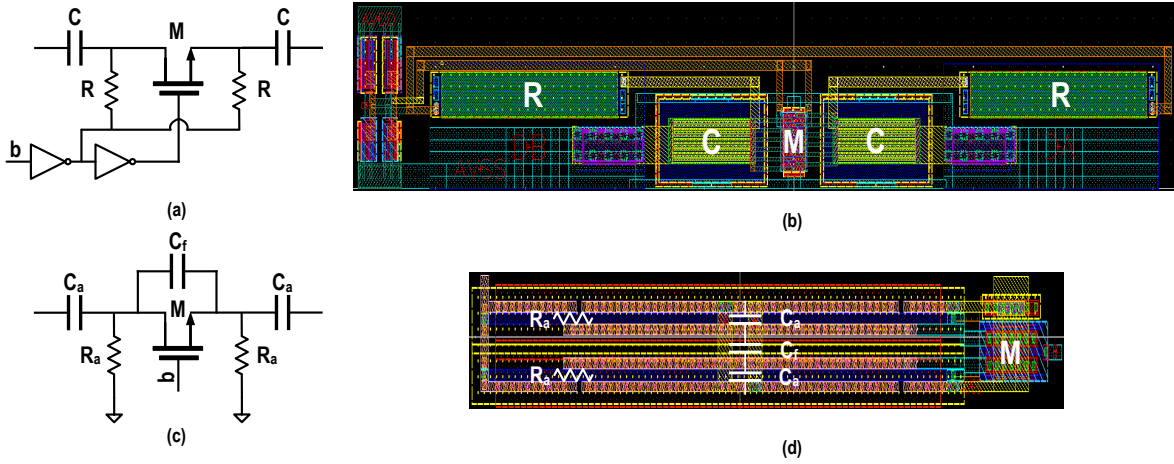 C M C
R R
b
(a)
R R
C M C
(b)
Cf
Ca M Ca
Ra Ra
b
(c)
Ra Ca
Cf M
Ra Ca
(d)